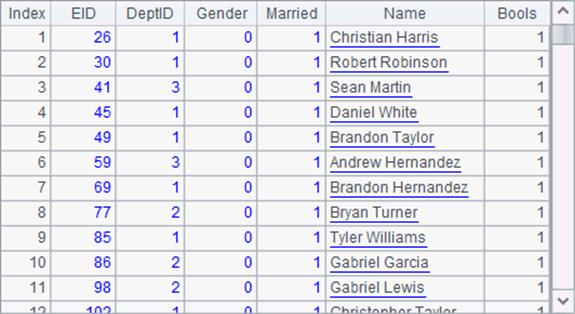 Index EID DeptID Gender Married Name Bools
1 26 1 0 1 Christian Harris 1
2 30 1 0 1 Robert Robinson 1
3 41 3 0 1 Sean Martin 1
4 45 1 0 1 Daniel White 1
5 49 1 0 1 Brandon Taylor 1
6 59 3 0 1 Andrew Hernandez 1
7 69 1 0 1 Brandon Hernandez 1
8 77 2 0 1 Bryan Turner 1
9 85 1 0 1 Tyler Williams 1
10 86 2 0 1 Gabriel Garcia 1
11 98 2 0 1 Gabriel Lewis 1
12 102 1 0 1 Christopher Taylor 1